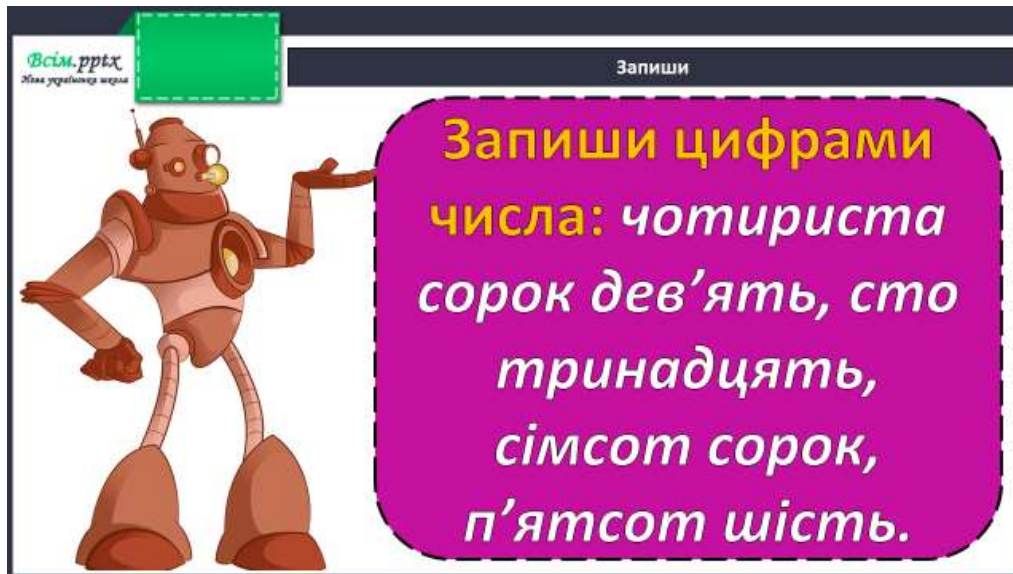 Всім.pptx
Нова українська школа
Запиши
Запиши цифрами
числа: чотириста
сорок дев’ять, сто
тринадцять,
сімсот сорок,
п’ятсот шість.